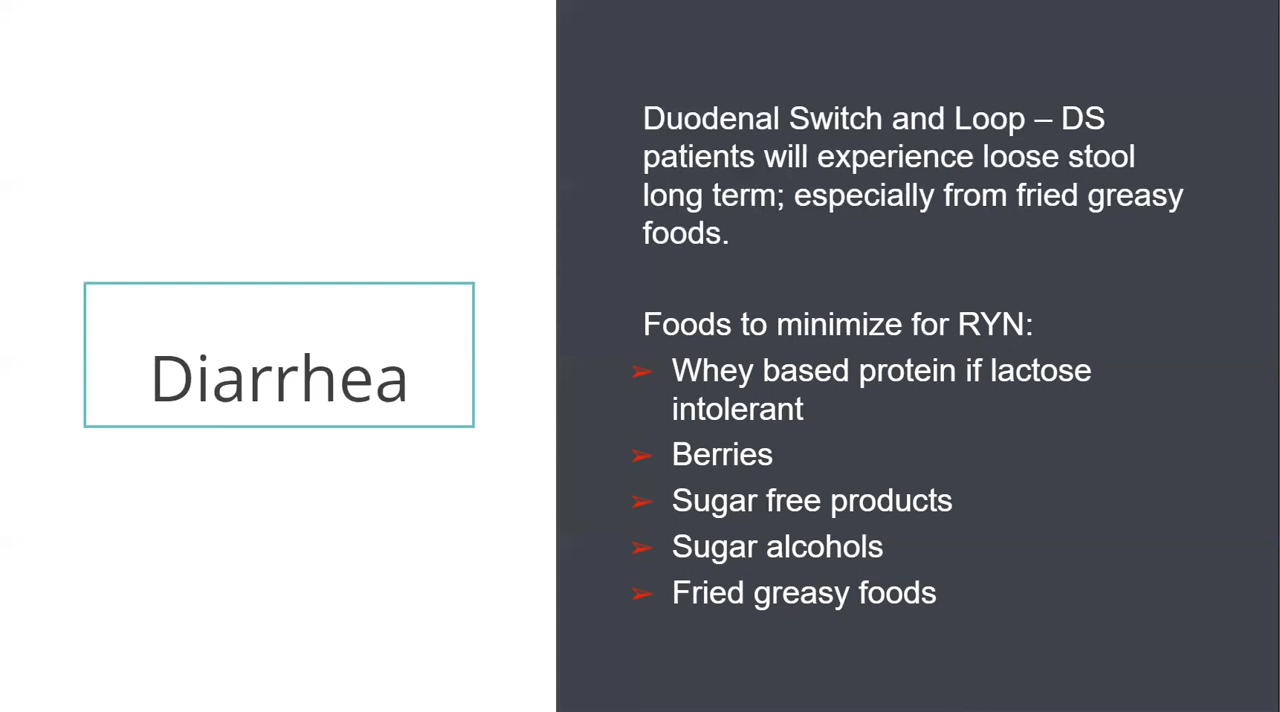 Diarrhea
Duodenal Switch and Loop – DS
patients will experience loose stool
long term; especially from fried greasy
foods.
Foods to minimize for RYN:
➢ Whey based protein if lactose
intolerant
➢ Berries
➢ Sugar free products
➢ Sugar alcohols
➢ Fried greasy foods